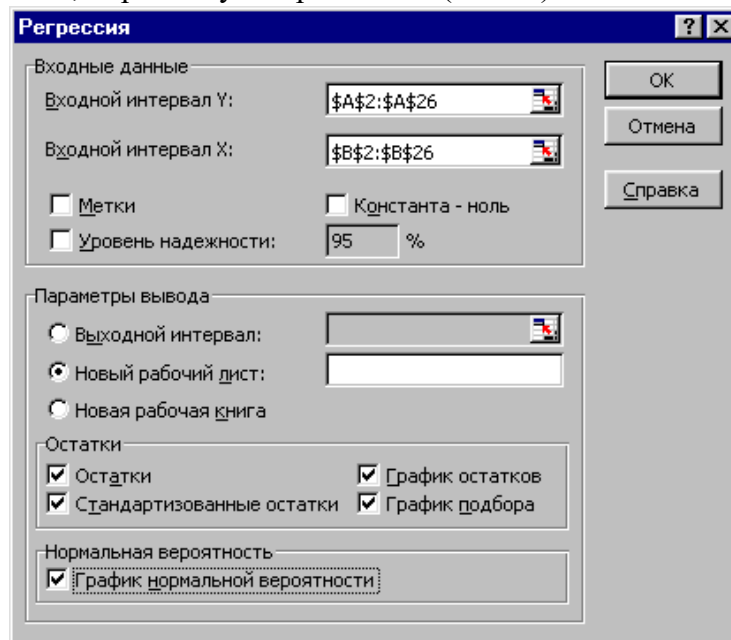 Регрессия
Входные данные
Входной интервал Y: $A$2:$A$26
Входной интервал X: $B$2:$B$26
Метки Константа - ноль
Уровень надежности: 95 %
OK
Отмена
Справка
Параметры вывода
Выходной интервал:
Новый рабочий лист:
Новая рабочая книга
Остатки
Остатки График остатков
Стандартизованные остатки График подбора
Нормальная вероятность
График нормальной вероятности